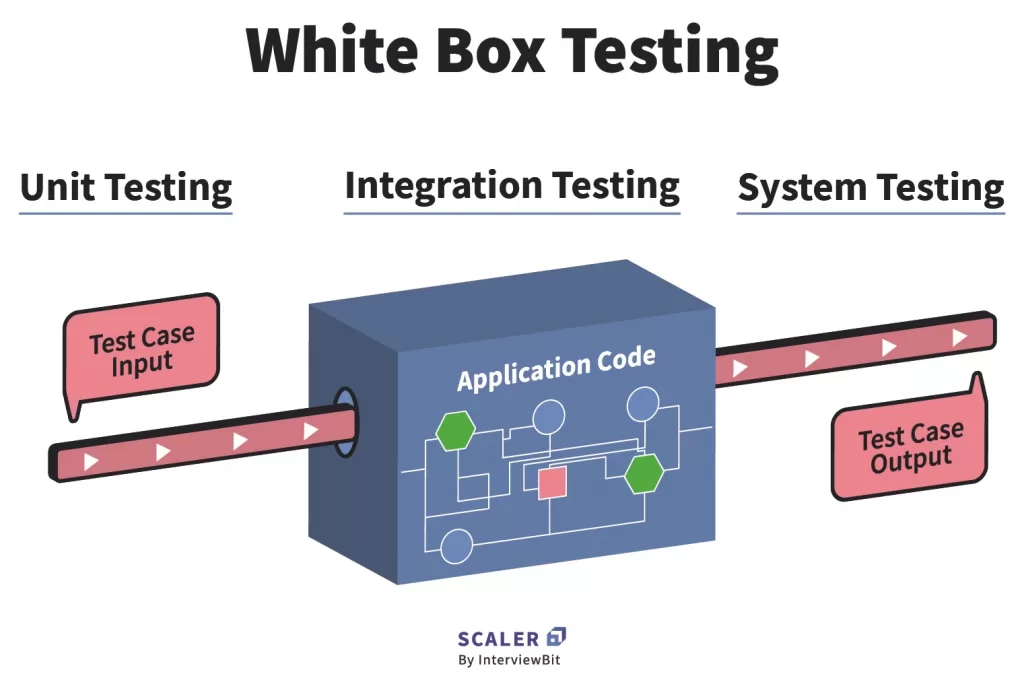 White Box Testing
Unit Testing
Integration Testing
System Testing
Test Case
Input
Application Code
Test Case
Output
SCALER
By InterviewBit